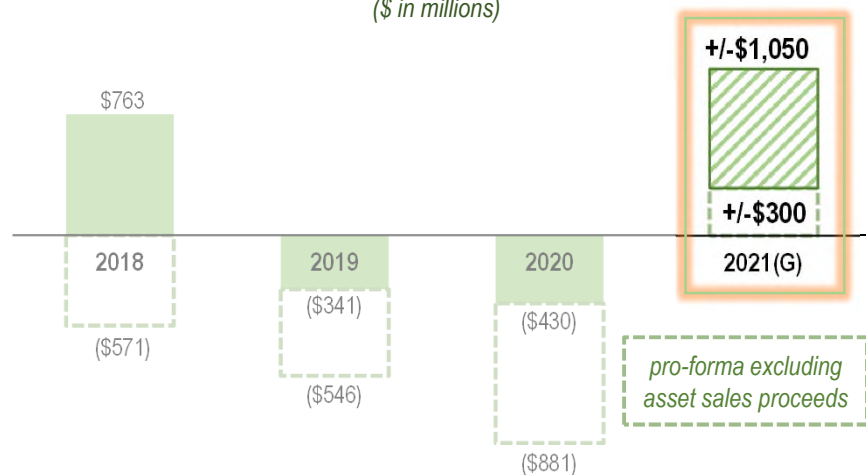 ($ in millions)
+/-$1,050
$763
+/-$300
2018
2019
2020
2021(G)
($341)
($430)
($571)
pro-forma excluding
asset sales proceeds
($546)
($881)